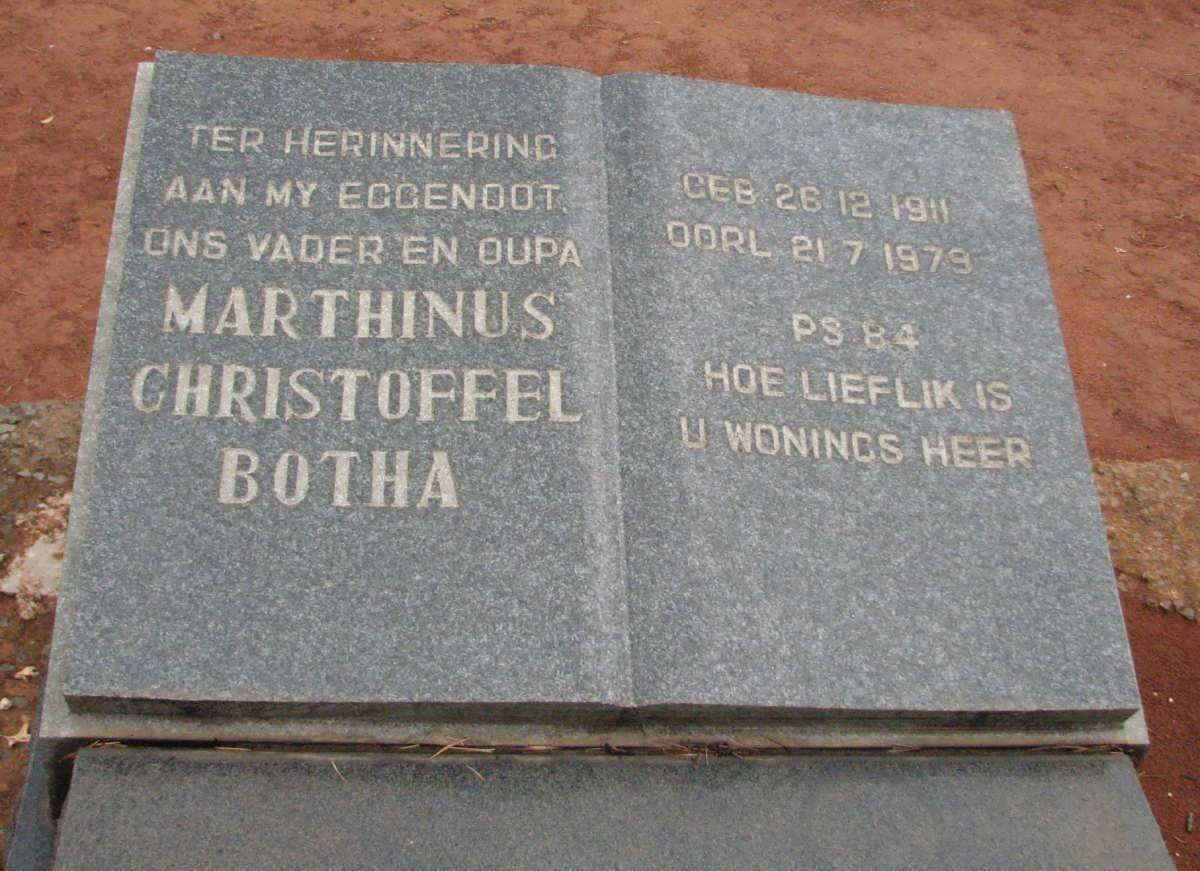 TER HERINNERING
AAN MY EGGENOOT,
ONS VADER EN OUPA
MARTHINUS
CHRISTOFFEL
BOTHA
GEB 26 12 1911
OORL 21 7 1979
PS 84
HOE LIEFLIK IS
U WONINGS HEER